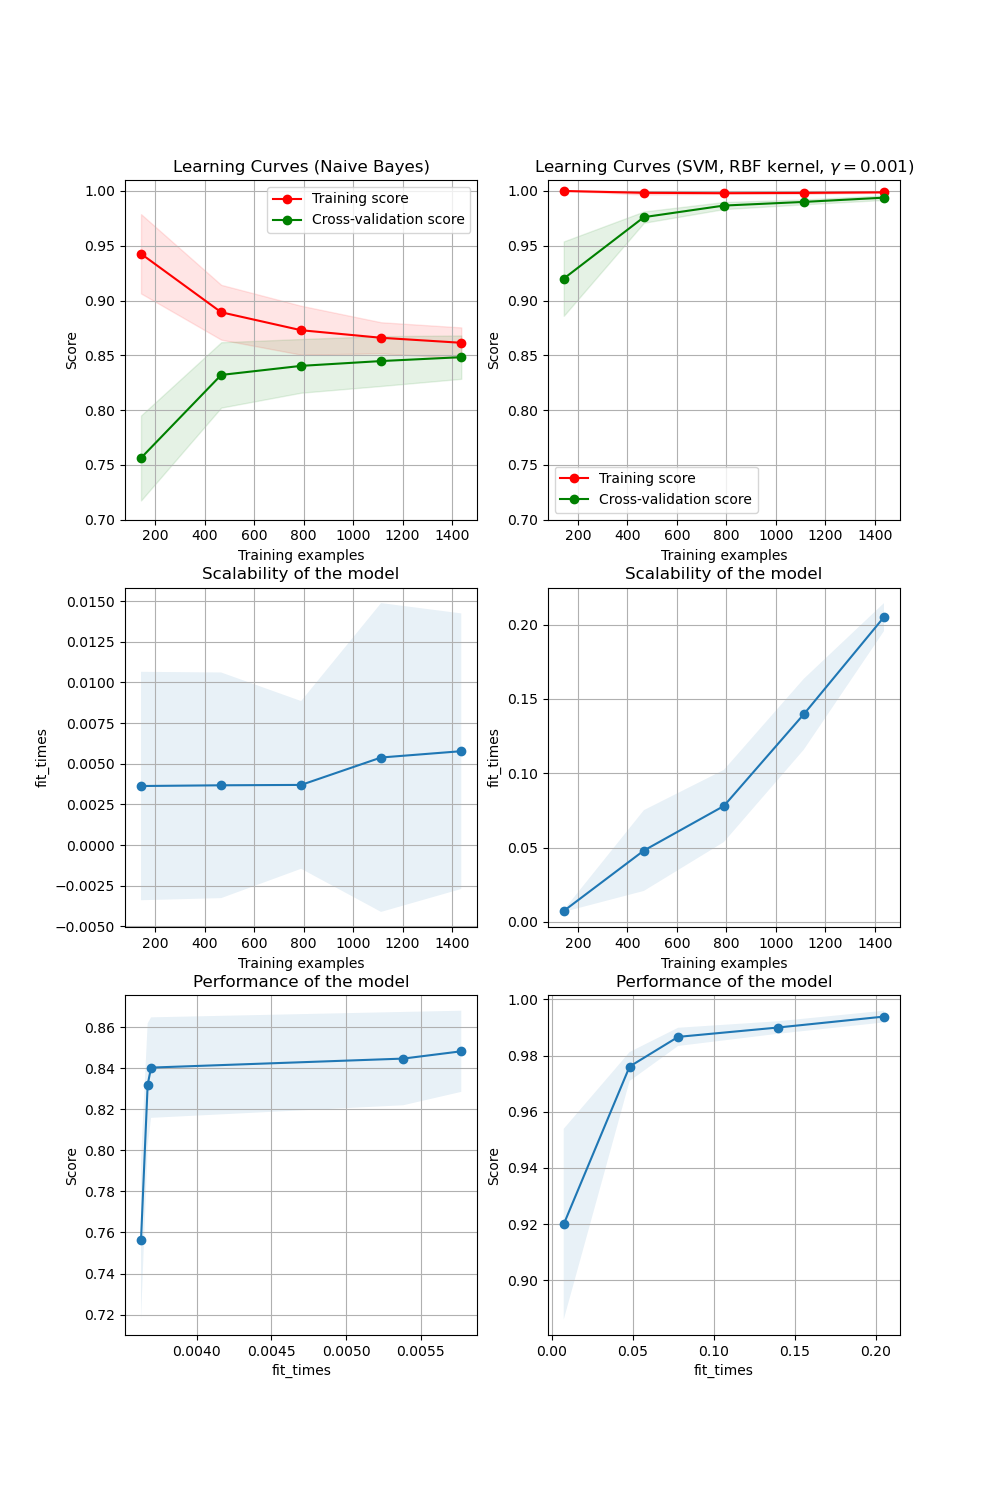 Learning Curves (Naive Bayes)
Score
1.00
0.95
0.90
0.85
0.80
0.75
0.70
Training score
Cross-validation score
200 400 600 800 1000 1200 1400
Training examples
Learning Curves (SVM, RBF kernel, γ = 0.001)
Score
1.00
0.95
0.90
0.85
0.80
0.75
0.70
Training score
Cross-validation score
200 400 600 800 1000 1200 1400
Training examples
Scalability of the model
fit_times
0.0150
0.0125
0.0100
0.0075
0.0050
0.0025
0.0000
−0.0025
−0.0050
200 400 600 800 1000 1200 1400
Training examples
Scalability of the model
fit_times
0.20
0.15
0.10
0.05
0.00
200 400 600 800 1000 1200 1400
Training examples
Performance of the model
Score
0.86
0.84
0.82
0.80
0.78
0.76
0.74
0.72
0.0040 0.0045 0.0050 0.0055
fit_times
Performance of the model
Score
1.00
0.98
0.96
0.94
0.92
0.90
0.00 0.05 0.10 0.15 0.20
fit_times